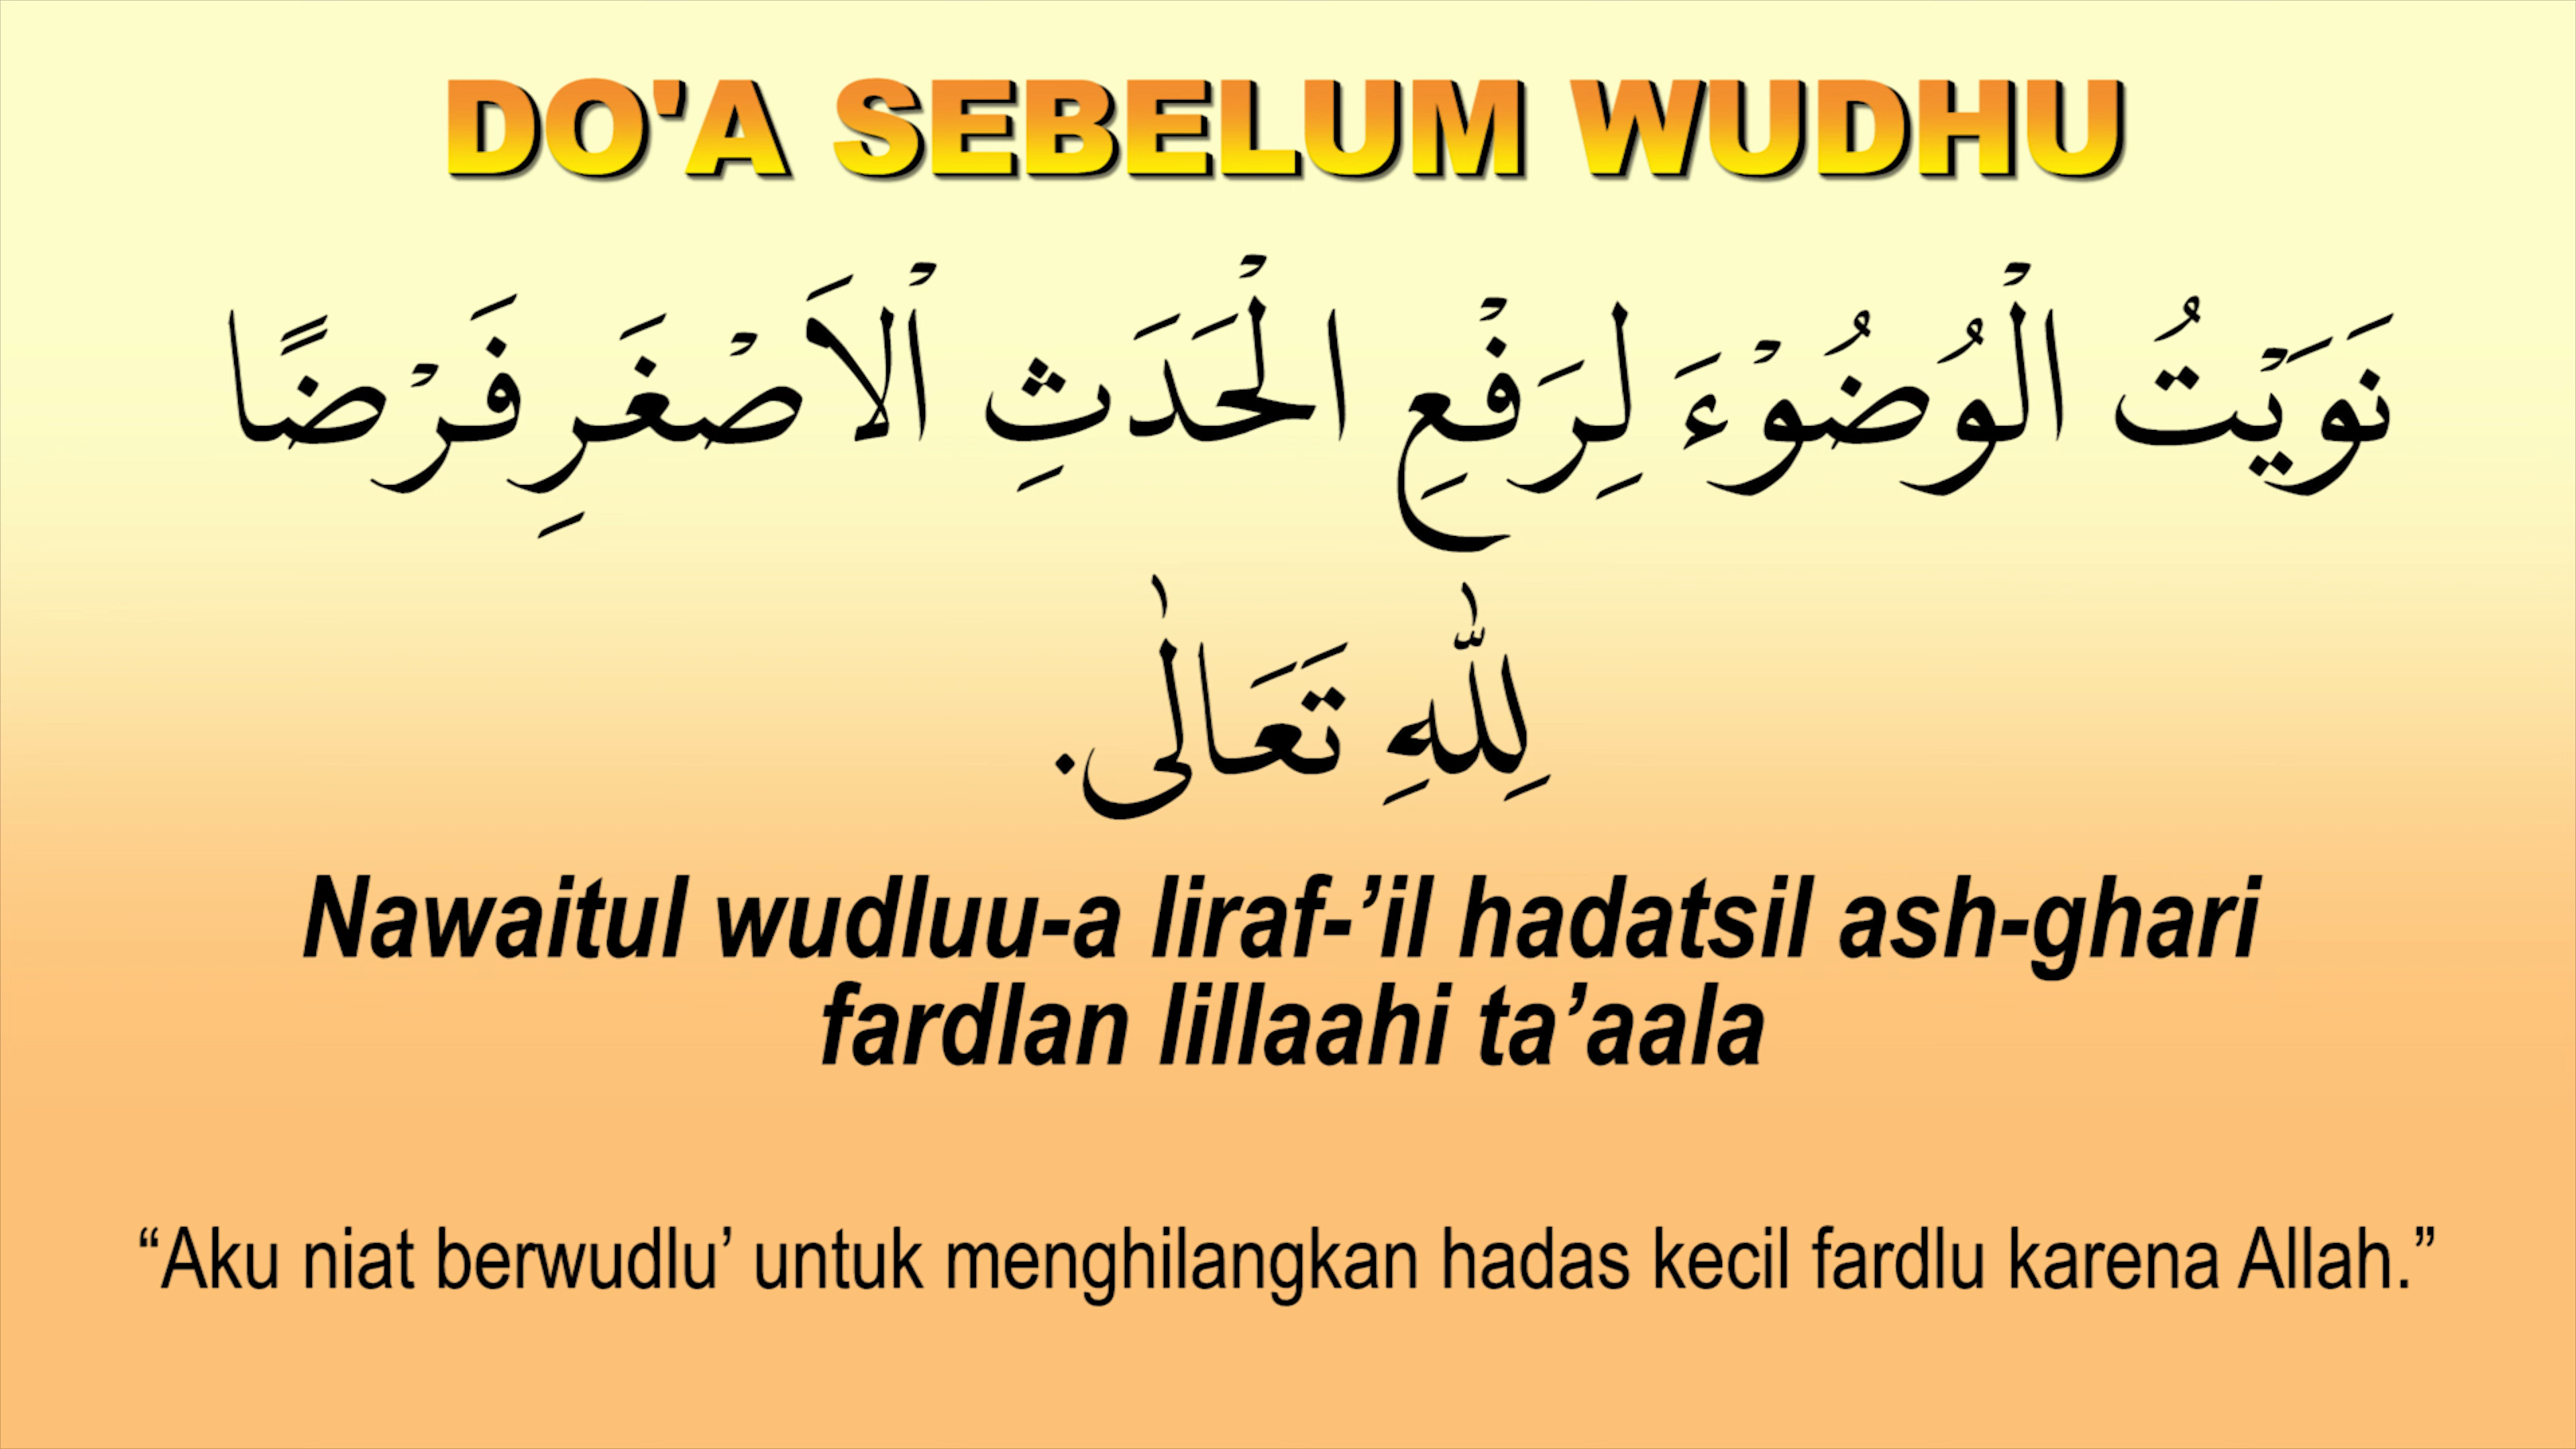 DO'A SEBELUM WUDHU
نَوَيْتُ الْوُضُوْءَ لِرَفْعِ الْحَدَثِ اْلاَصْغَرِفَرْضًا
لِلّٰهِ تَعَالٰى.
Nawaitul wudluu-a liraf-’il hadatsil ash-ghari
fardlan lillaahi ta’aala
“Aku niat berwudlu’ untuk menghilangkan hadas kecil fardlu karena Allah.”